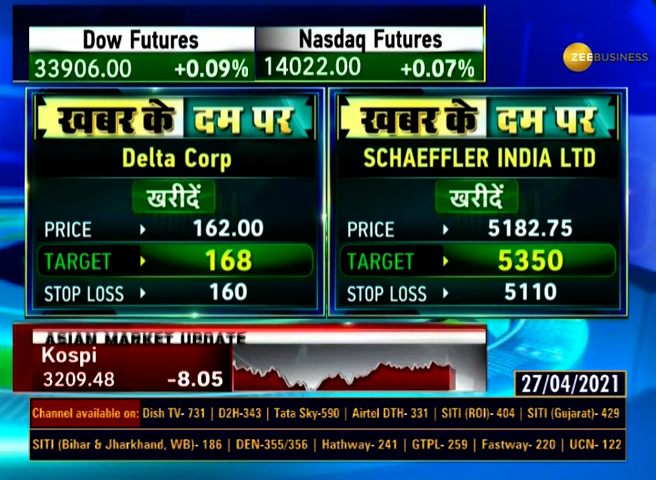 Dow Futures
33906.00 +0.09%
Nasdaq Futures
14022.00 +0.07%
ZEEBUSINESS
खबर के दम पर
Delta Corp
खरीदें
PRICE 162.00
TARGET 168
STOP LOSS 160
खबर के दम पर
SCHAEFFLER INDIA LTD
खरीदें
PRICE 5182.75
TARGET 5350
STOP LOSS 5110
ASIAN MARKET UPDATE
Kospi
3209.48 -8.05
27/04/2021
Channel available on: Dish TV- 731 | D2H-343 | Tata Sky-590 | Airtel DTH- 331 | SITI (ROI)- 404 | SITI (Gujarat)- 429
SITI (Bihar & Jharkhand, WB)- 186 | DEN-355/356 | Hathway- 241 | GTPL- 259 | Fastway- 220 | UCN- 122